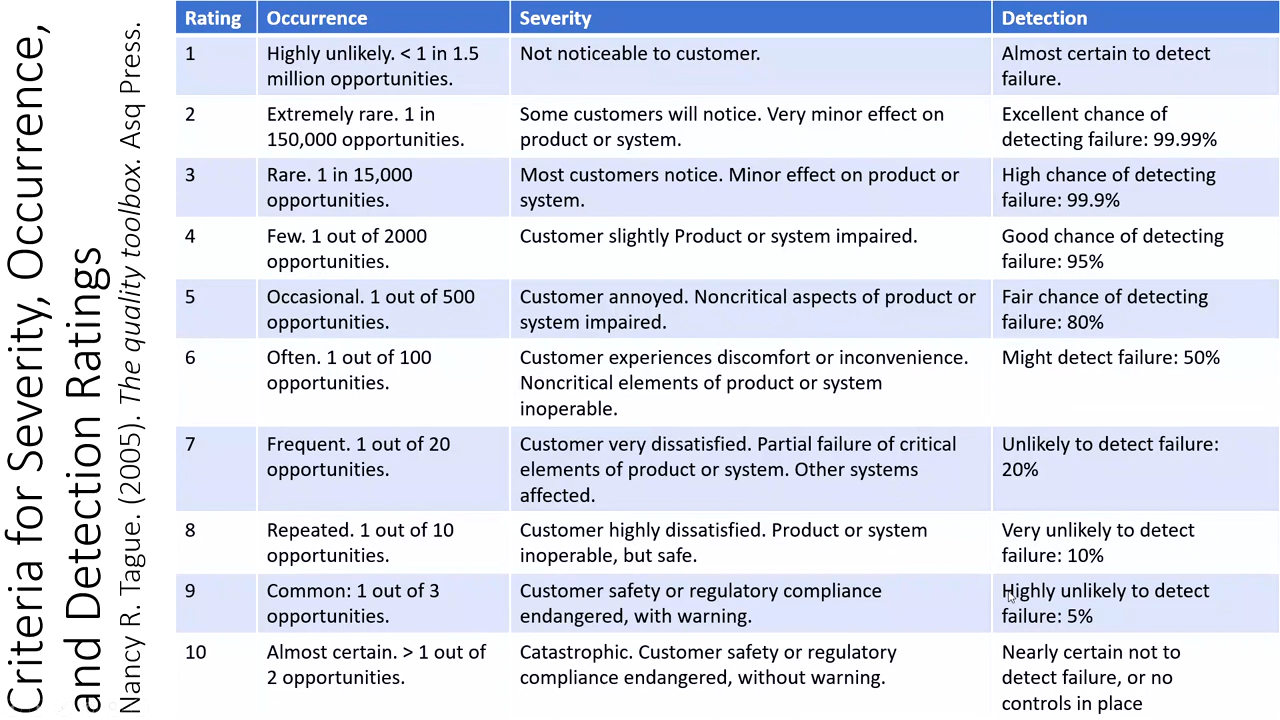 Criteria for Severity, Occurrence,
and Detection Ratings
Nancy R. Tague. (2005). The quality toolbox. Asq Press.
Rating Occurrence Severity Detection
1 Highly unlikely. < 1 in 1.5 Not noticeable to customer. Almost certain to detect
million opportunities. failure.
2 Extremely rare. 1 in Some customers will notice. Very minor effect on Excellent chance of
150,000 opportunities. product or system. detecting failure: 99.99%
3 Rare. 1 in 15,000 Most customers notice. Minor effect on product or High chance of detecting
opportunities. system. failure: 99.9%
4 Few. 1 out of 2000 Customer slightly Product or system impaired. Good chance of detecting
opportunities. failure: 95%
5 Occasional. 1 out of 500 Customer annoyed. Noncritical aspects of product or Fair chance of detecting
opportunities. system impaired. failure: 80%
6 Often. 1 out of 100 Customer experiences discomfort or inconvenience. Might detect failure: 50%
opportunities. Noncritical elements of product or system
inoperable.
7 Frequent. 1 out of 20 Customer very dissatisfied. Partial failure of critical Unlikely to detect failure:
opportunities. elements of product or system. Other systems 20%
affected.
8 Repeated. 1 out of 10 Customer highly dissatisfied. Product or system Very unlikely to detect
opportunities. inoperable, but safe. failure: 10%
9 Common: 1 out of 3 Customer safety or regulatory compliance Highly unlikely to detect
opportunities. endangered, with warning. failure: 5%
10 Almost certain. > 1 out of Catastrophic. Customer safety or regulatory Nearly certain not to
2 opportunities. compliance endangered, without warning. detect failure, or no
controls in place